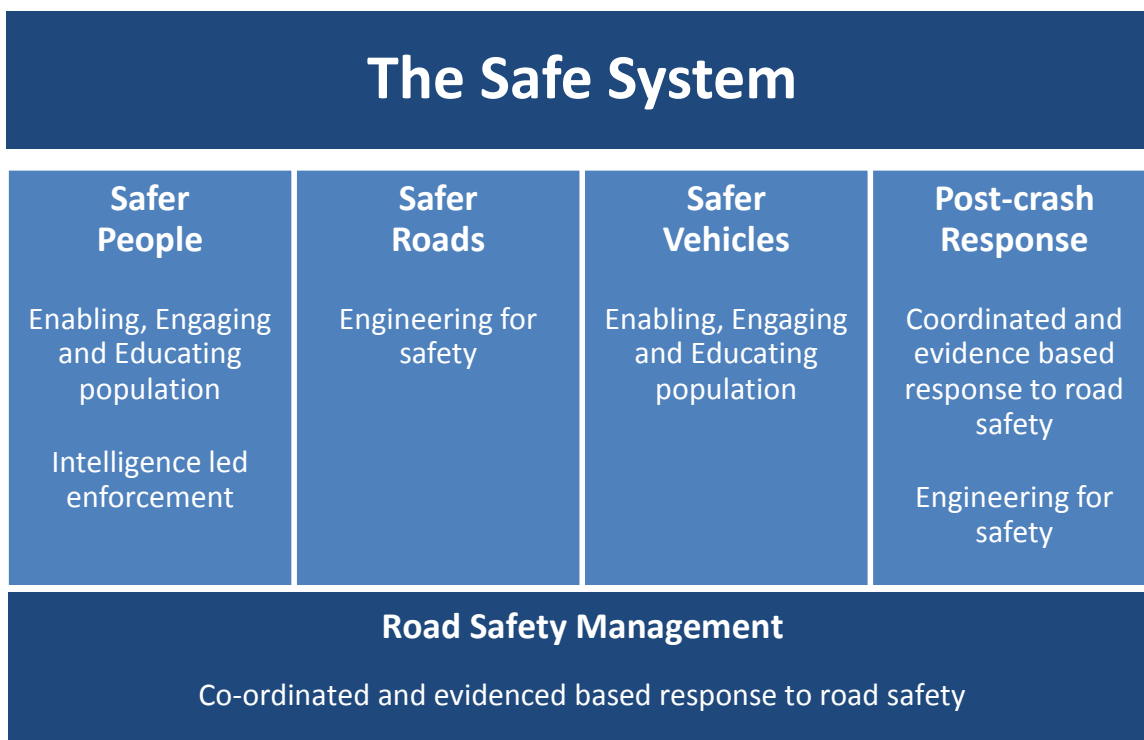 The Safe System
Safer
People
Enabling, Engaging
and Educating
population
Intelligence led
enforcement
Safer
Roads
Engineering for
safety
Safer
Vehicles
Enabling, Engaging
and Educating
population
Post-crash
Response
Coordinated and
evidence based
response to road
safety
Engineering for
safety
Road Safety Management
Co-ordinated and evidenced based response to road safety